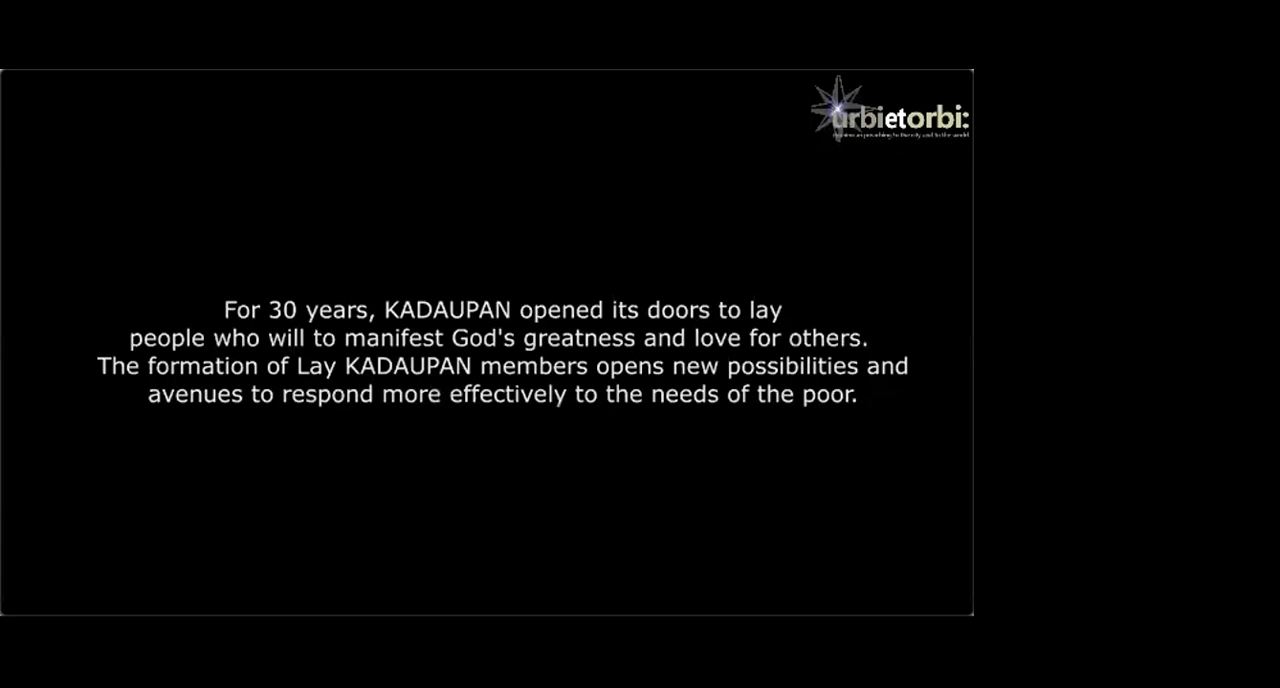 urbietorbi:
For 30 years, KADAUPAN opened its doors to lay
people who will to manifest God's greatness and love for others.
The formation of Lay KADAUPAN members opens new possibilities and
avenues to respond more effectively to the needs of the poor.